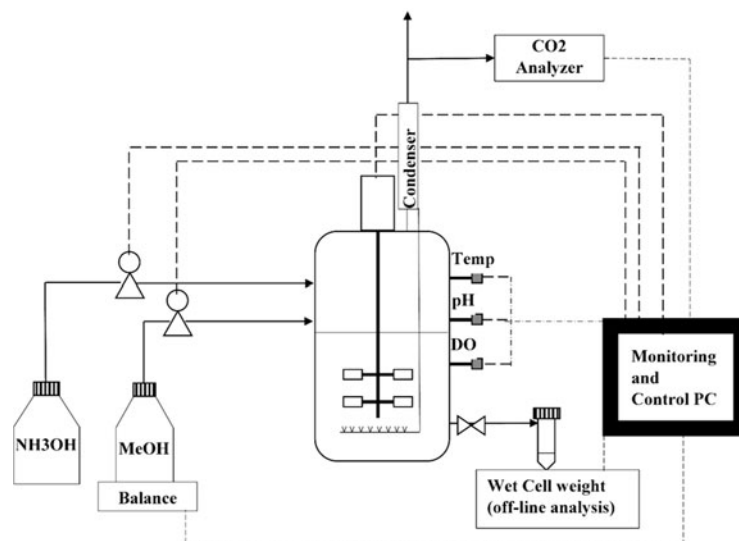 CO2
Analyzer
Condenser
Temp
pH
DO
Monitoring
and
Control PC
NH3OH
MeOH
Balance
Wet Cell weight
(off-line analysis)